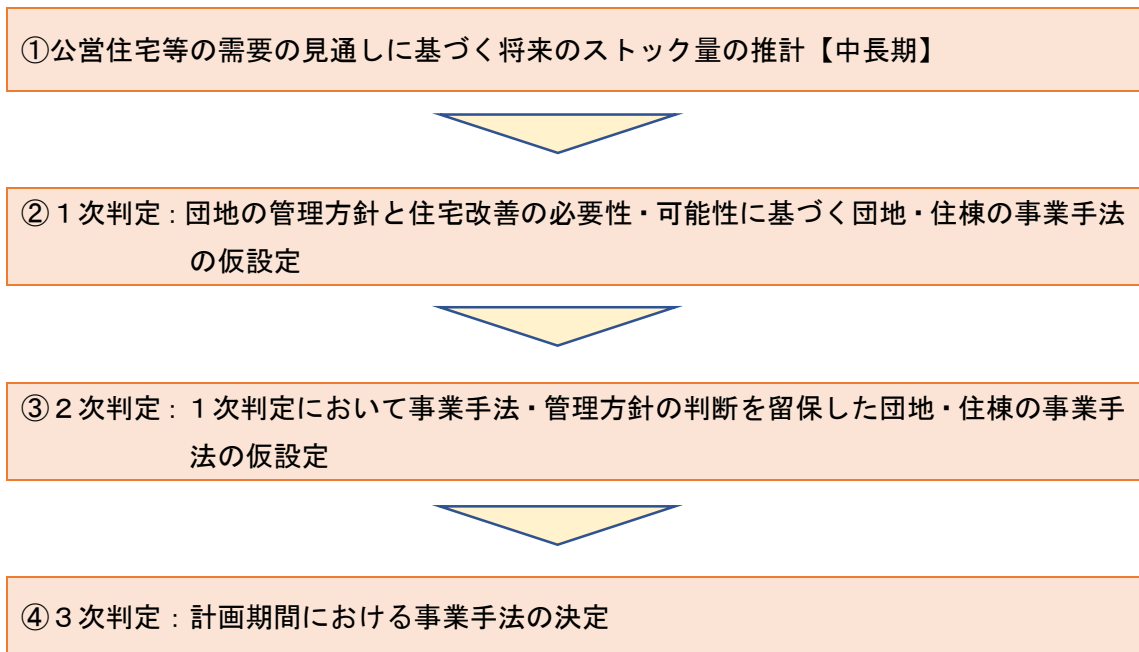 ①公営住宅等の需要の見通しに基づく将来のストック量の推計【中長期】
②１次判定：団地の管理方針と住宅改善の必要性・可能性に基づく団地・住棟の事業手法
の仮設定
③２次判定：１次判定において事業手法・管理方針の判断を留保した団地・住棟の事業手
法の仮設定
④３次判定：計画期間における事業手法の決定